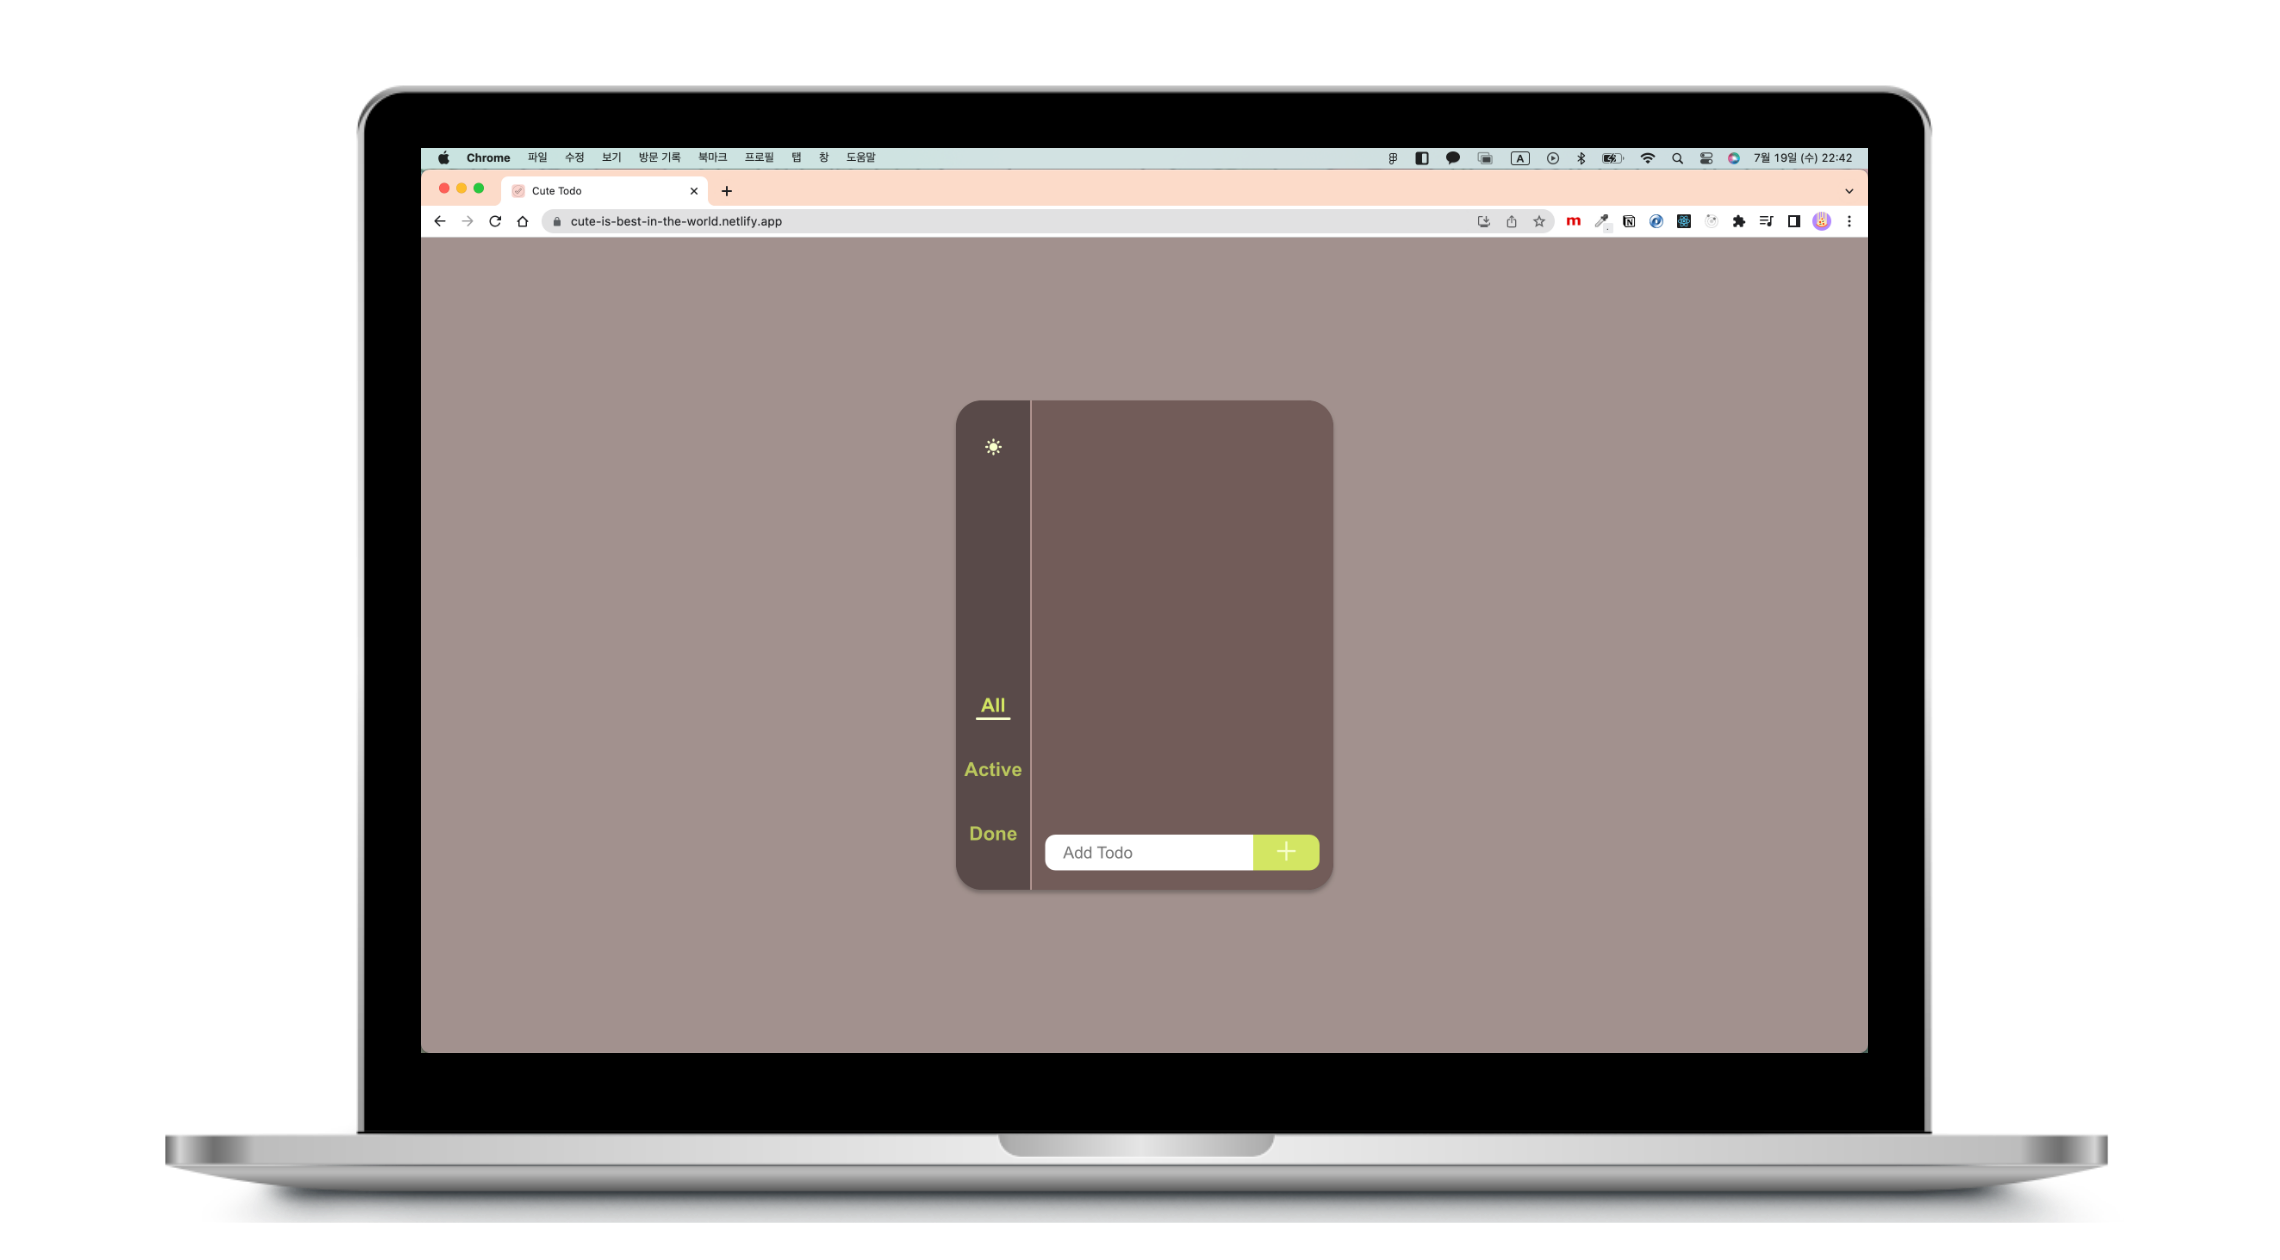 Chrome 파일 수정 보기 방문 기록 북마크 프로필 탭 창 도움말 A 7월 19일 (수) 22:42
Cute Todo
cute-is-best-in-the-world.netlify.app m
All
Active
Done
Add Todo